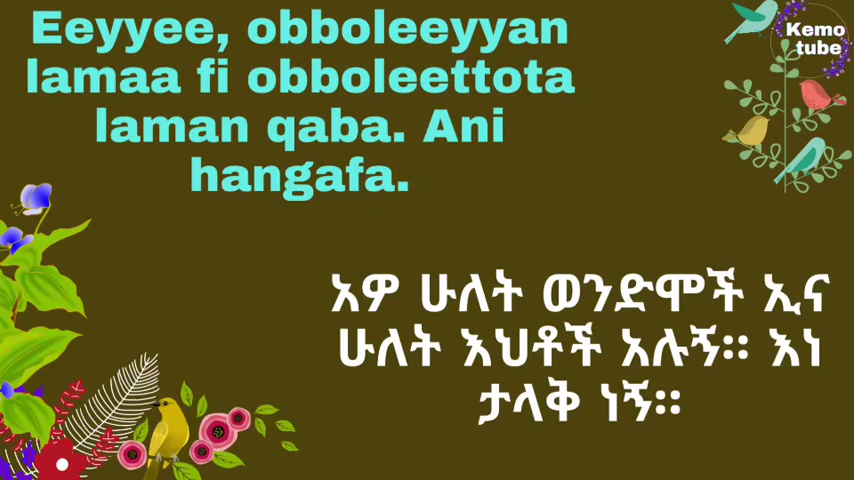 Eeyyee, obboleeyyan
lamaa fi obboleettota
laman qaba. Ani
hangafa.
Kemo
tube
አዎ ሁለት ወንድሞች ኢና
ሁለት እህቶች አሉኝ። እነ
ታላቅ ነኝ።